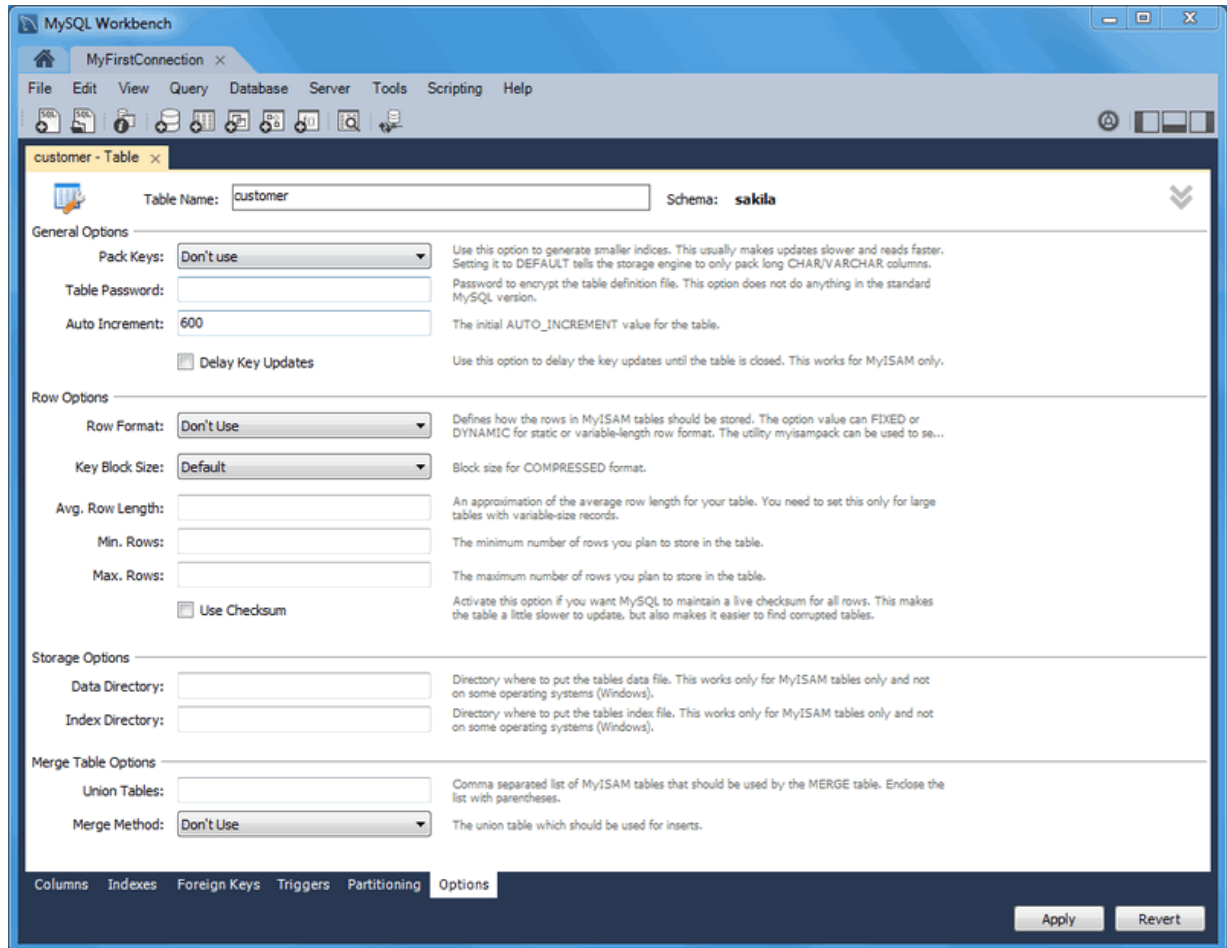 MySQL Workbench
MyFirstConnection
File Edit View Query Database Server Tools Scripting Help
customer - Table
Table Name: customer Schema: sakila
General Options
Pack Keys: Don't use
Use this option to generate smaller indices. This usually makes updates slower and reads faster.
Setting it to DEFAULT tells the storage engine to only pack long CHAR/VARCHAR columns.
Table Password:
Password to encrypt the table definition file. This option does not do anything in the standard
MySQL version.
Auto Increment: 600
The initial AUTO_INCREMENT value for the table.
Delay Key Updates
Use this option to delay the key updates until the table is closed. This works for MyISAM only.
Row Options
Row Format: Don't Use
Defines how the rows in MyISAM tables should be stored. The option value can FIXED or
DYNAMIC for static or variable-length row format. The utility myisampack can be used to se...
Key Block Size: Default
Block size for COMPRESSED format.
Avg. Row Length:
An approximation of the average row length for your table. You need to set this only for large
tables with variable-size records.
Min. Rows:
The minimum number of rows you plan to store in the table.
Max. Rows:
The maximum number of rows you plan to store in the table.
Use Checksum
Activate this option if you want MySQL to maintain a live checksum for all rows. This makes
the table a little slower to update, but also makes it easier to find corrupted tables.
Storage Options
Data Directory:
Directory where to put the tables data file. This works only for MyISAM tables only and not
on some operating systems (Windows).
Index Directory:
Directory where to put the tables index file. This works only for MyISAM tables only and not
on some operating systems (Windows).
Merge Table Options
Union Tables:
Comma separated list of MyISAM tables that should be used by the MERGE table. Enclose the
list with parentheses.
Merge Method: Don't Use
The union table which should be used for inserts.
Columns Indexes Foreign Keys Triggers Partitioning Options
Apply Revert